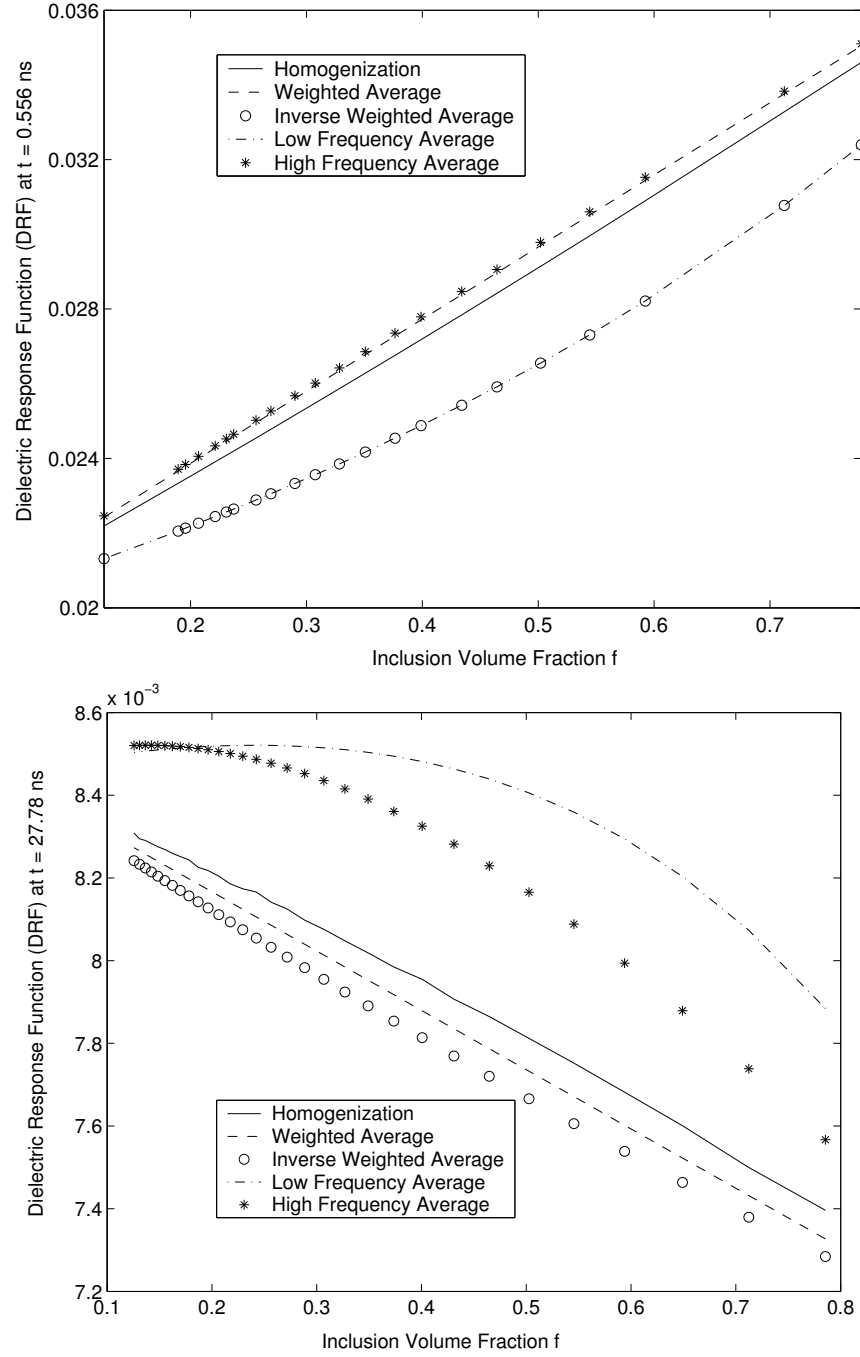 0.036
Homogenization
Weighted Average
Inverse Weighted Average
Low Frequency Average
High Frequency Average
0.032
0.028
0.024
0.02
Dielectric Response Function (DRF) at t = 0.556 ns
0.2 0.3 0.4 0.5 0.6 0.7
Inclusion Volume Fraction f
x 10−3
8.6
8.4
8.2
8
7.8
7.6
7.4
7.2
Dielectric Response Function (DRF) at t = 27.78 ns
Homogenization
Weighted Average
Inverse Weighted Average
Low Frequency Average
High Frequency Average
0.1 0.2 0.3 0.4 0.5 0.6 0.7 0.8
Inclusion Volume Fraction f